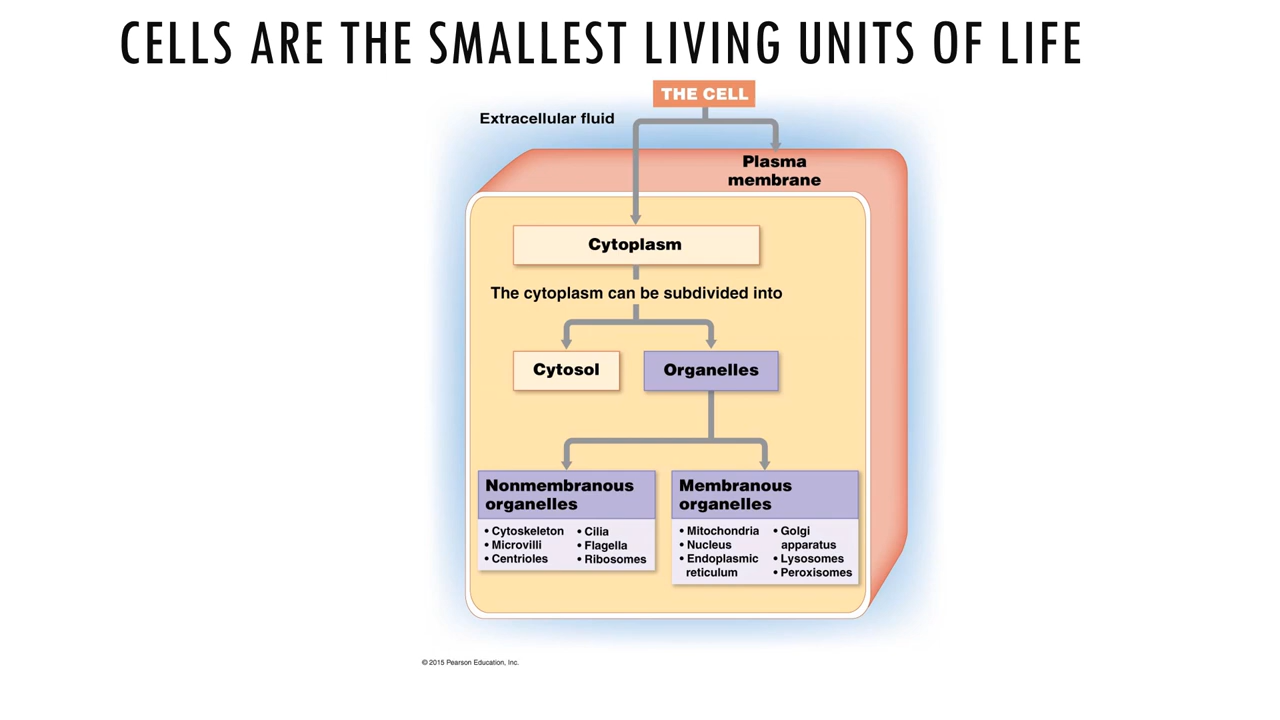 CELLS ARE THE SMALLEST LIVING UNITS OF LIFE
THE CELL
Extracellular fluid
Plasma
membrane
Cytoplasm
The cytoplasm can be subdivided into
Cytosol
Organelles
Nonmembranous
organelles
• Cytoskeleton
• Microvilli
• Centrioles
• Cilia
• Flagella
• Ribosomes
Membranous
organelles
• Mitochondria
• Nucleus
• Endoplasmic
reticulum
• Golgi
apparatus
• Lysosomes
• Peroxisomes
© 2015 Pearson Education, Inc.